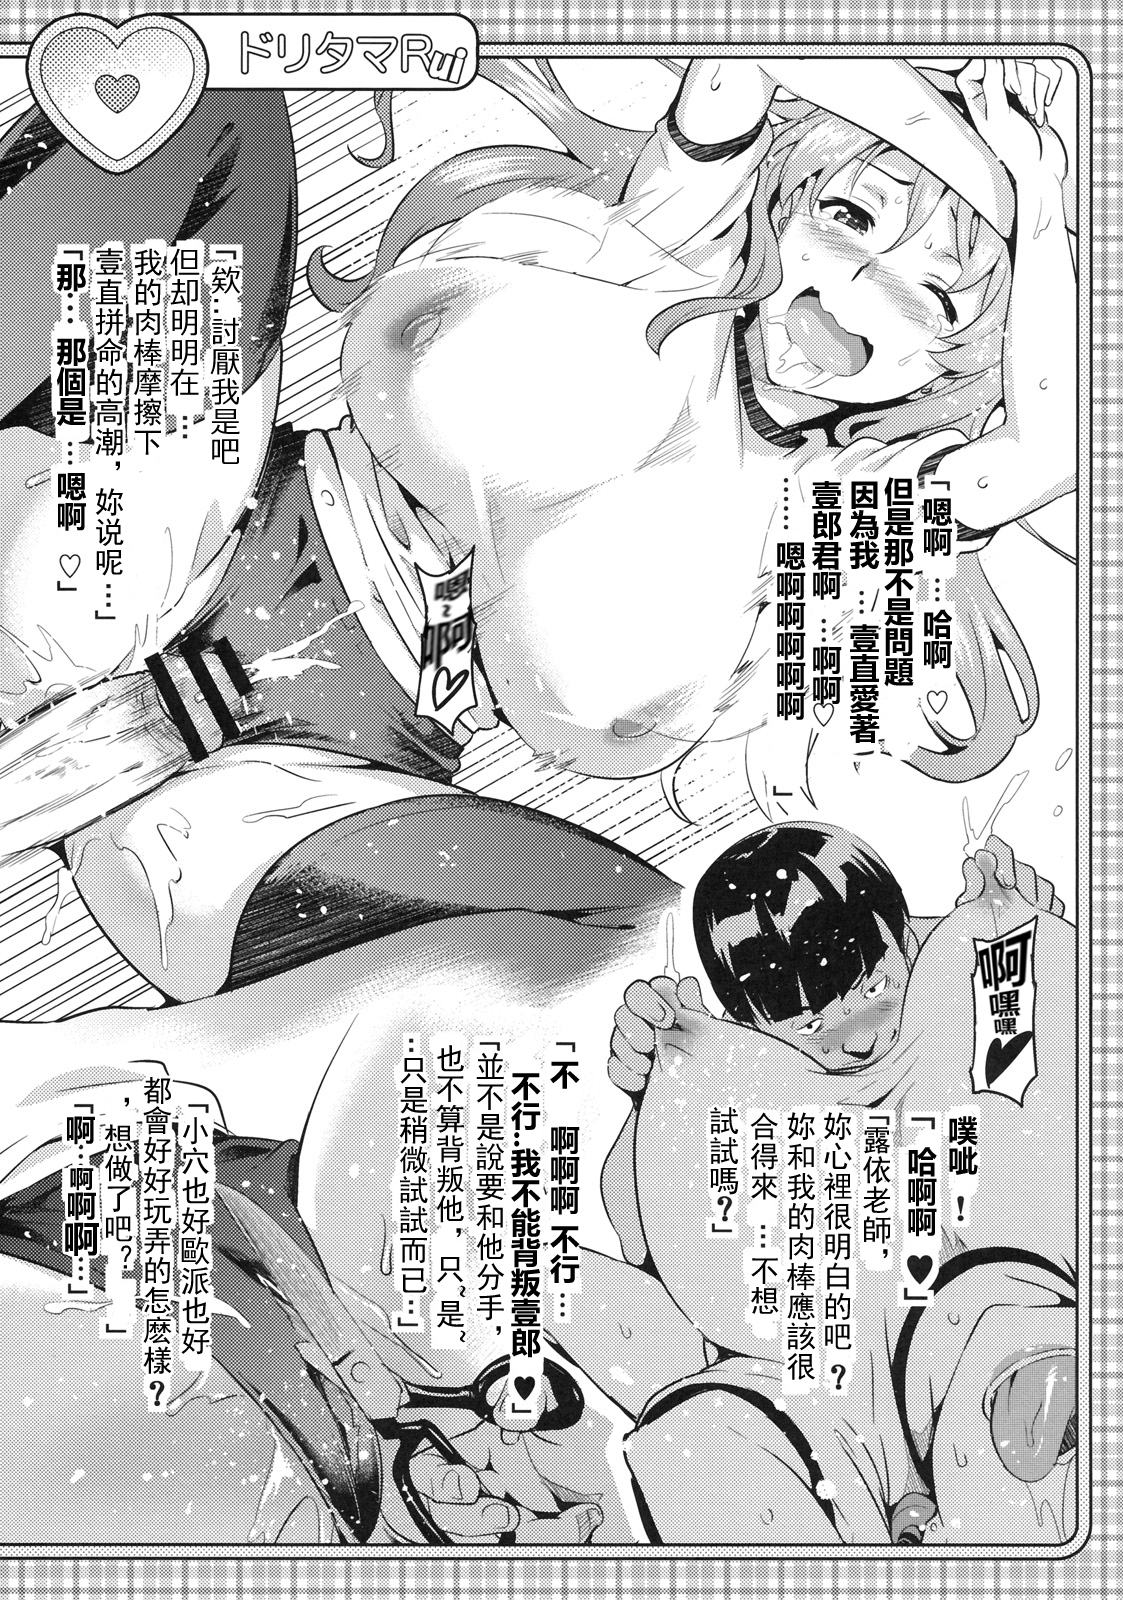 ドリタマRui
「嗯啊 … 哈啊 ♡
但是那不是問題
因為我 … 壹直愛著
壹郎君啊 … 啊啊♡
…… 嗯啊啊啊啊啊
」
「欸‥討厭我是吧
但却明明在 …
我的肉棒摩擦下
壹直拼命的高潮，妳说呢…」
「那… 那個是 … 嗯啊 ♡」
嗯~啊♡
啊嘿嘿♥
噗呲！
「 哈啊啊 ♥」
「露依老師，
妳心裡很明白的吧？
妳和我的肉棒應該很
合得來 … 不想
試試嗎？」
「不 啊啊啊 不行…
不行…我不能背叛壹郎♥」
「並不是說要和他分手，
也不算背叛他，只~是~
…只是稍微試試而已…」
「小穴也好歐派也好
都會好好玩弄的怎麽樣？
，想做了吧？ 」
「啊… 啊啊啊…」